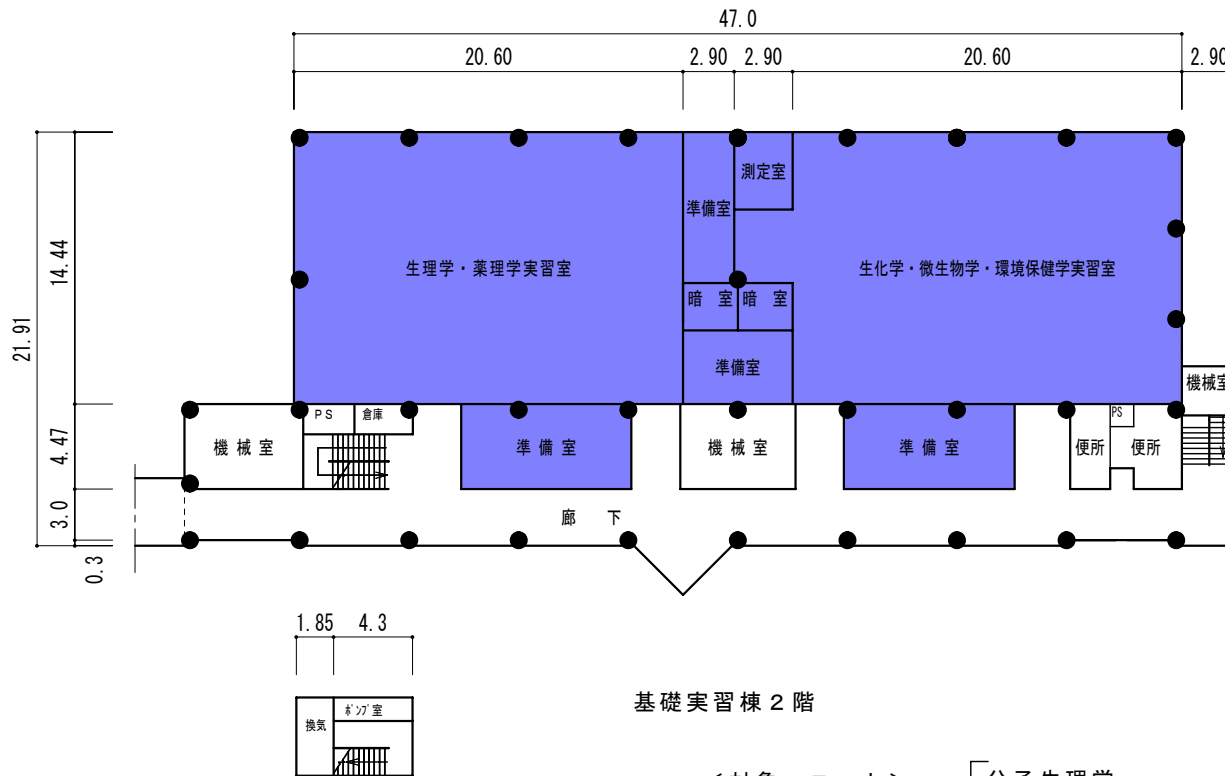 47.0
20.60
2.90
2.90
20.60
2.90
測定室
準備室
14.44
生理学・薬理学実習室
生化学・微生物学・環境保健学実習室
暗 室
暗 室
21.91
準備室
機械室
PS
倉庫
PS
4.47
機械室
準備室
機械室
準備室
便所
便所
3.0
廊 下
0.3
1.85
4.3
基礎実習棟2階
換気
ポンプ室
分子生理学